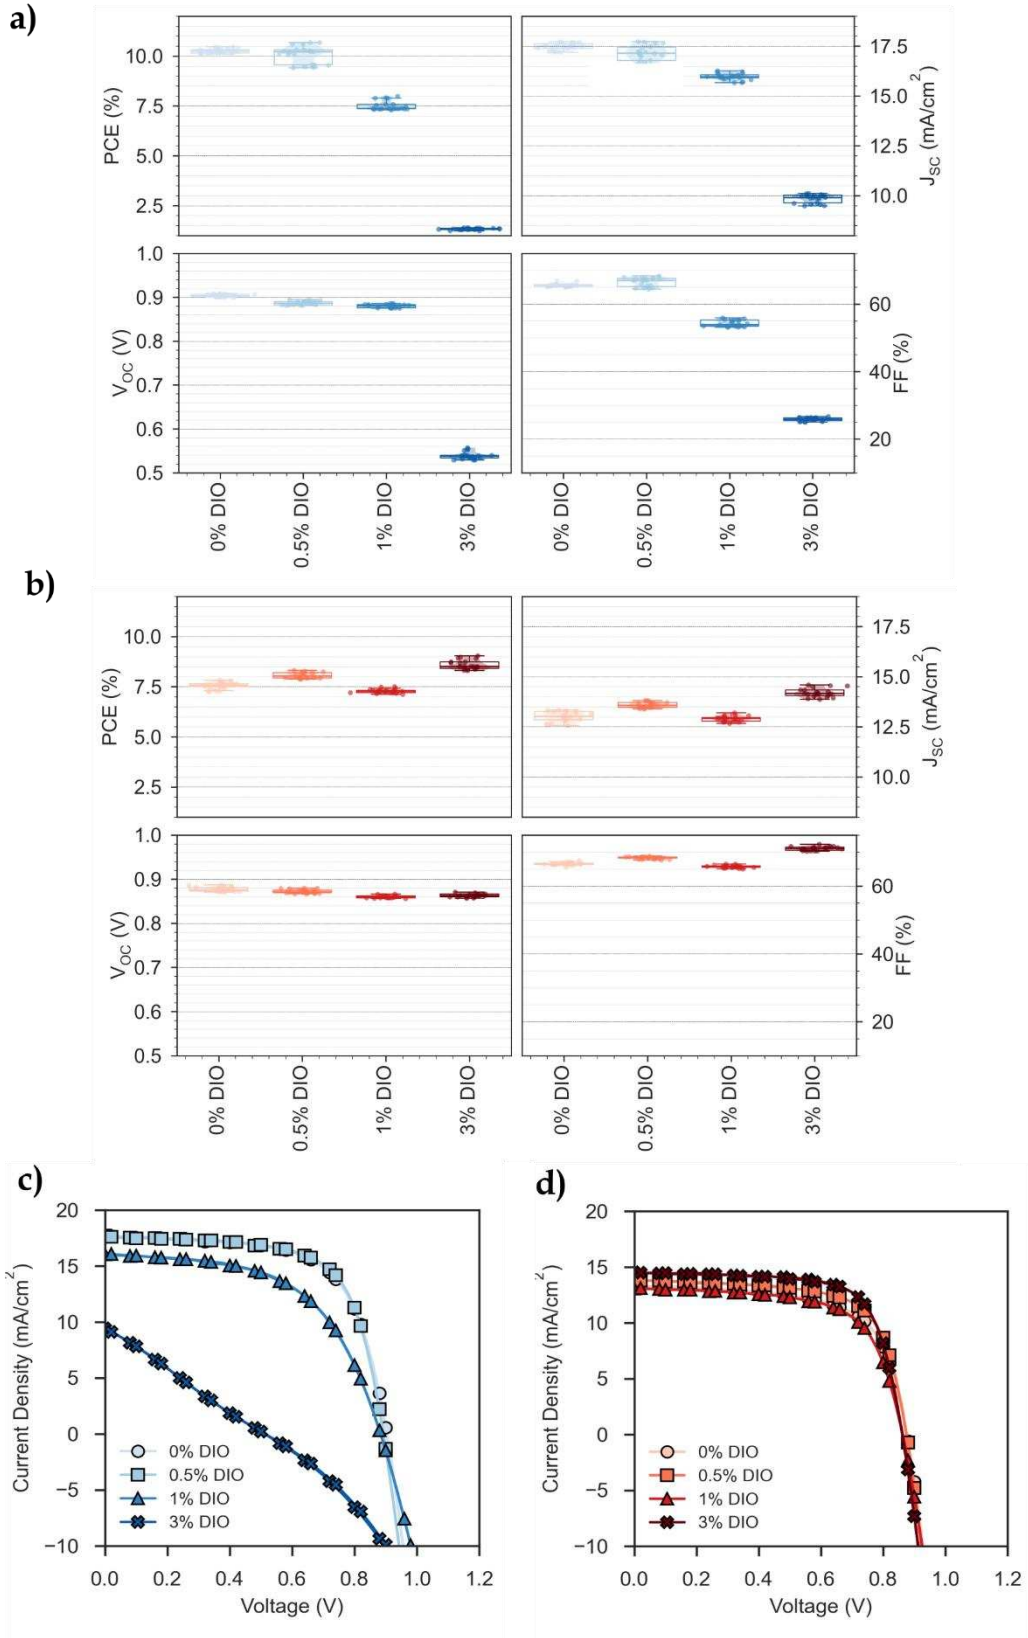 a)
PCE (%)
10.0
7.5
5.0
2.5
17.5
15.0
12.5
10.0
J_SC (mA/cm²)
V_OC (V)
1.0
0.9
0.8
0.7
0.6
0.5
60
40
20
FF (%)
0% DIO
0.5% DIO
1% DIO
3% DIO
0% DIO
0.5% DIO
1% DIO
3% DIO
b)
PCE (%)
10.0
7.5
5.0
2.5
17.5
15.0
12.5
10.0
J_SC (mA/cm²)
V_OC (V)
1.0
0.9
0.8
0.7
0.6
0.5
60
40
20
FF (%)
0% DIO
0.5% DIO
1% DIO
3% DIO
0% DIO
0.5% DIO
1% DIO
3% DIO
c)
Current Density (mA/cm²)
20
15
10
5
0
−5
−10
0% DIO
0.5% DIO
1% DIO
3% DIO
0.0 0.2 0.4 0.6 0.8 1.0 1.2
Voltage (V)
d)
Current Density (mA/cm²)
20
15
10
5
0
−5
−10
0% DIO
0.5% DIO
1% DIO
3% DIO
0.0 0.2 0.4 0.6 0.8 1.0 1.2
Voltage (V)